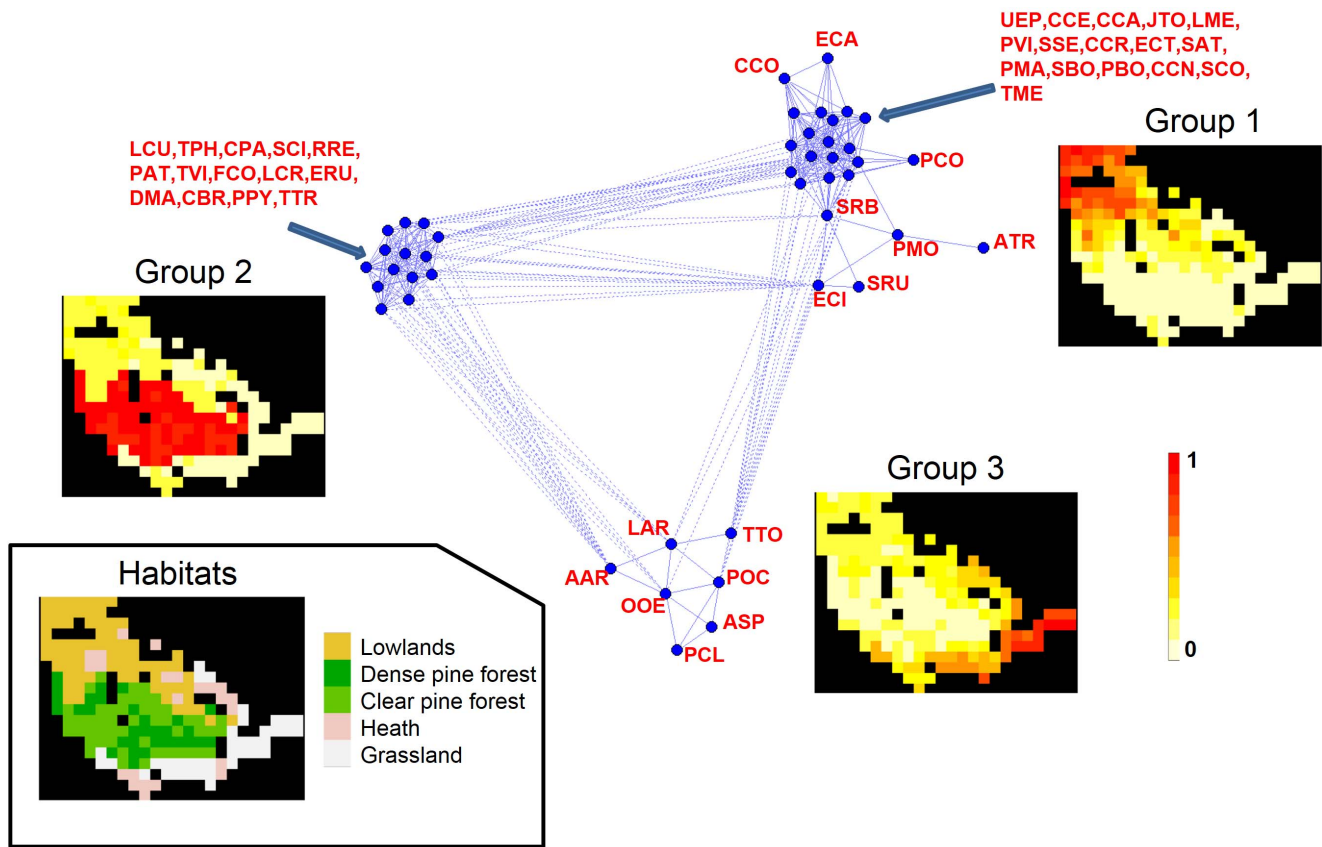 UEP,CCE,CCA,JTO,LME,
PVI,SSE,CCR,ECT,SAT,
PMA,SBO,PBO,CCN,SCO,
TME
ECA
CCO
Group 1
LCU,TPH,CPA,SCI,RRE,
PAT,TVI,FCO,LCR,ERU,
DMA,CBR,PPY,TTR
PCO
SRB
PMO
ATR
Group 2
ECI
SRU
Group 3
1
0
LAR
TTO
AAR
POC
OOE
ASP
PCL
Habitats
Lowlands
Dense pine forest
Clear pine forest
Heath
Grassland